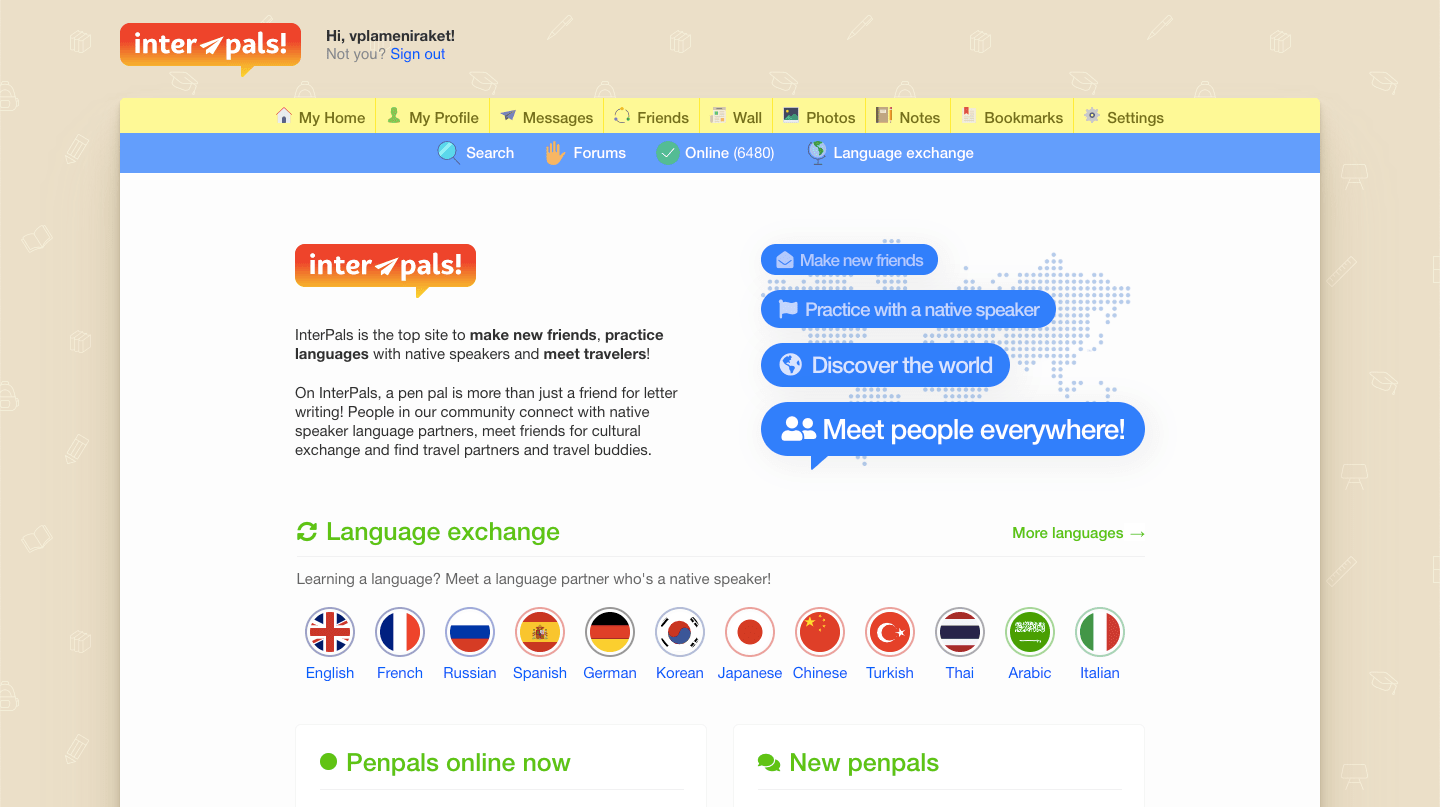 inter pals!
Hi, vplameniraket!
Not you? Sign out
My Home My Profile Messages Friends Wall Photos Notes Bookmarks Settings
Search Forums Online (6480) Language exchange
inter pals!
InterPals is the top site to make new friends, practice
languages with native speakers and meet travelers!
On InterPals, a pen pal is more than just a friend for letter
writing! People in our community connect with native
speaker language partners, meet friends for cultural
exchange and find travel partners and travel buddies.
Make new friends
Practice with a native speaker
Discover the world
Meet people everywhere!
Language exchange
More languages →
Learning a language? Meet a language partner who's a native speaker!
English French Russian Spanish German Korean Japanese Chinese Turkish Thai Arabic Italian
Penpals online now
New penpals